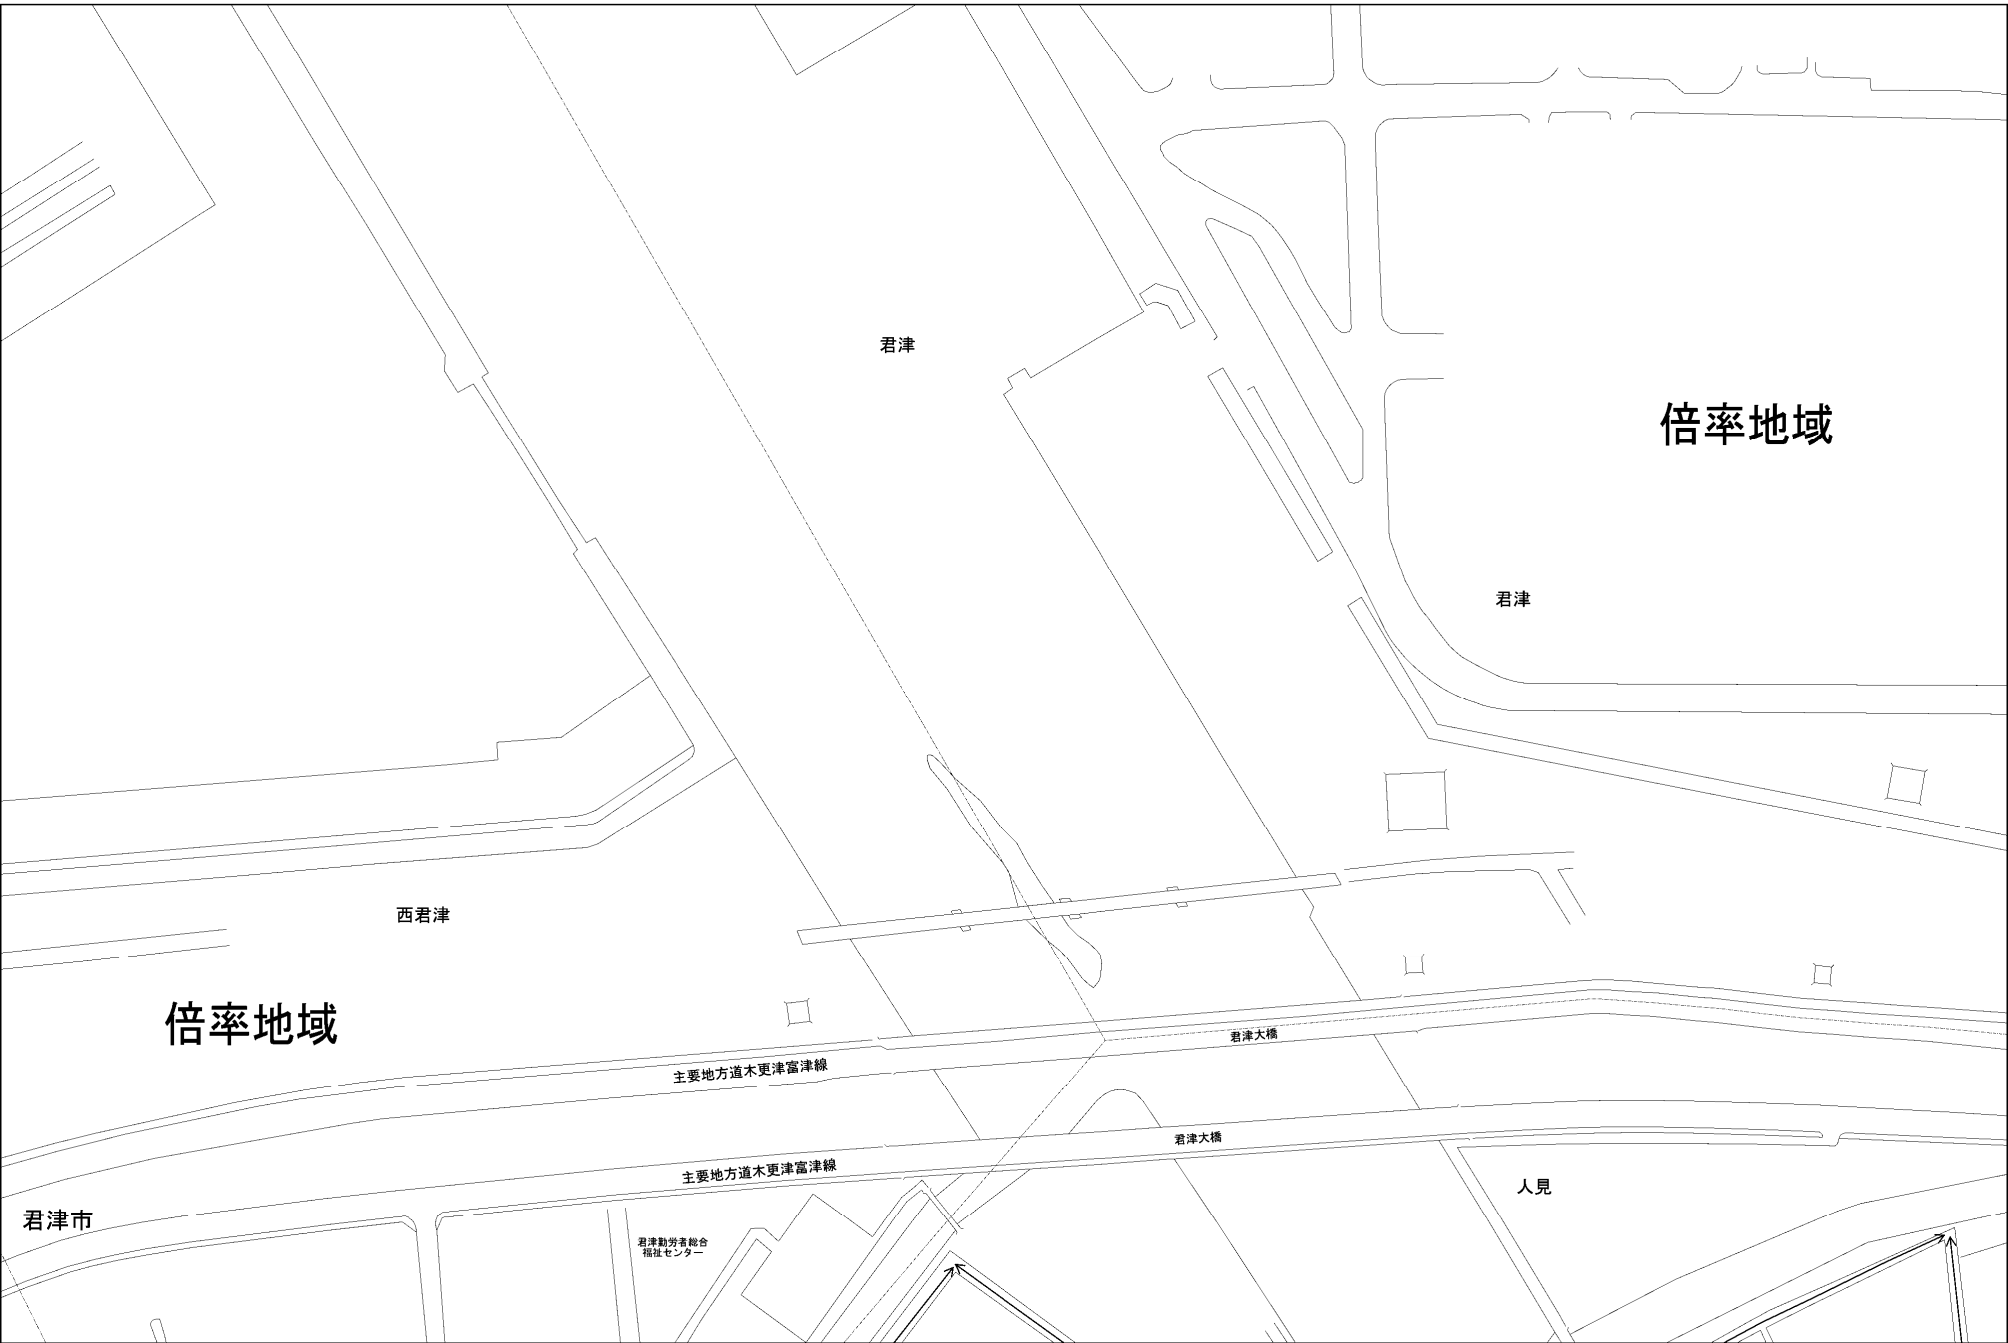 君津
倍率地域
君津
西君津
倍率地域
君津大橋
主要地方道木更津富津線
君津大橋
主要地方道木更津富津線
人見
君津市
君津勤労者総合
福祉センター